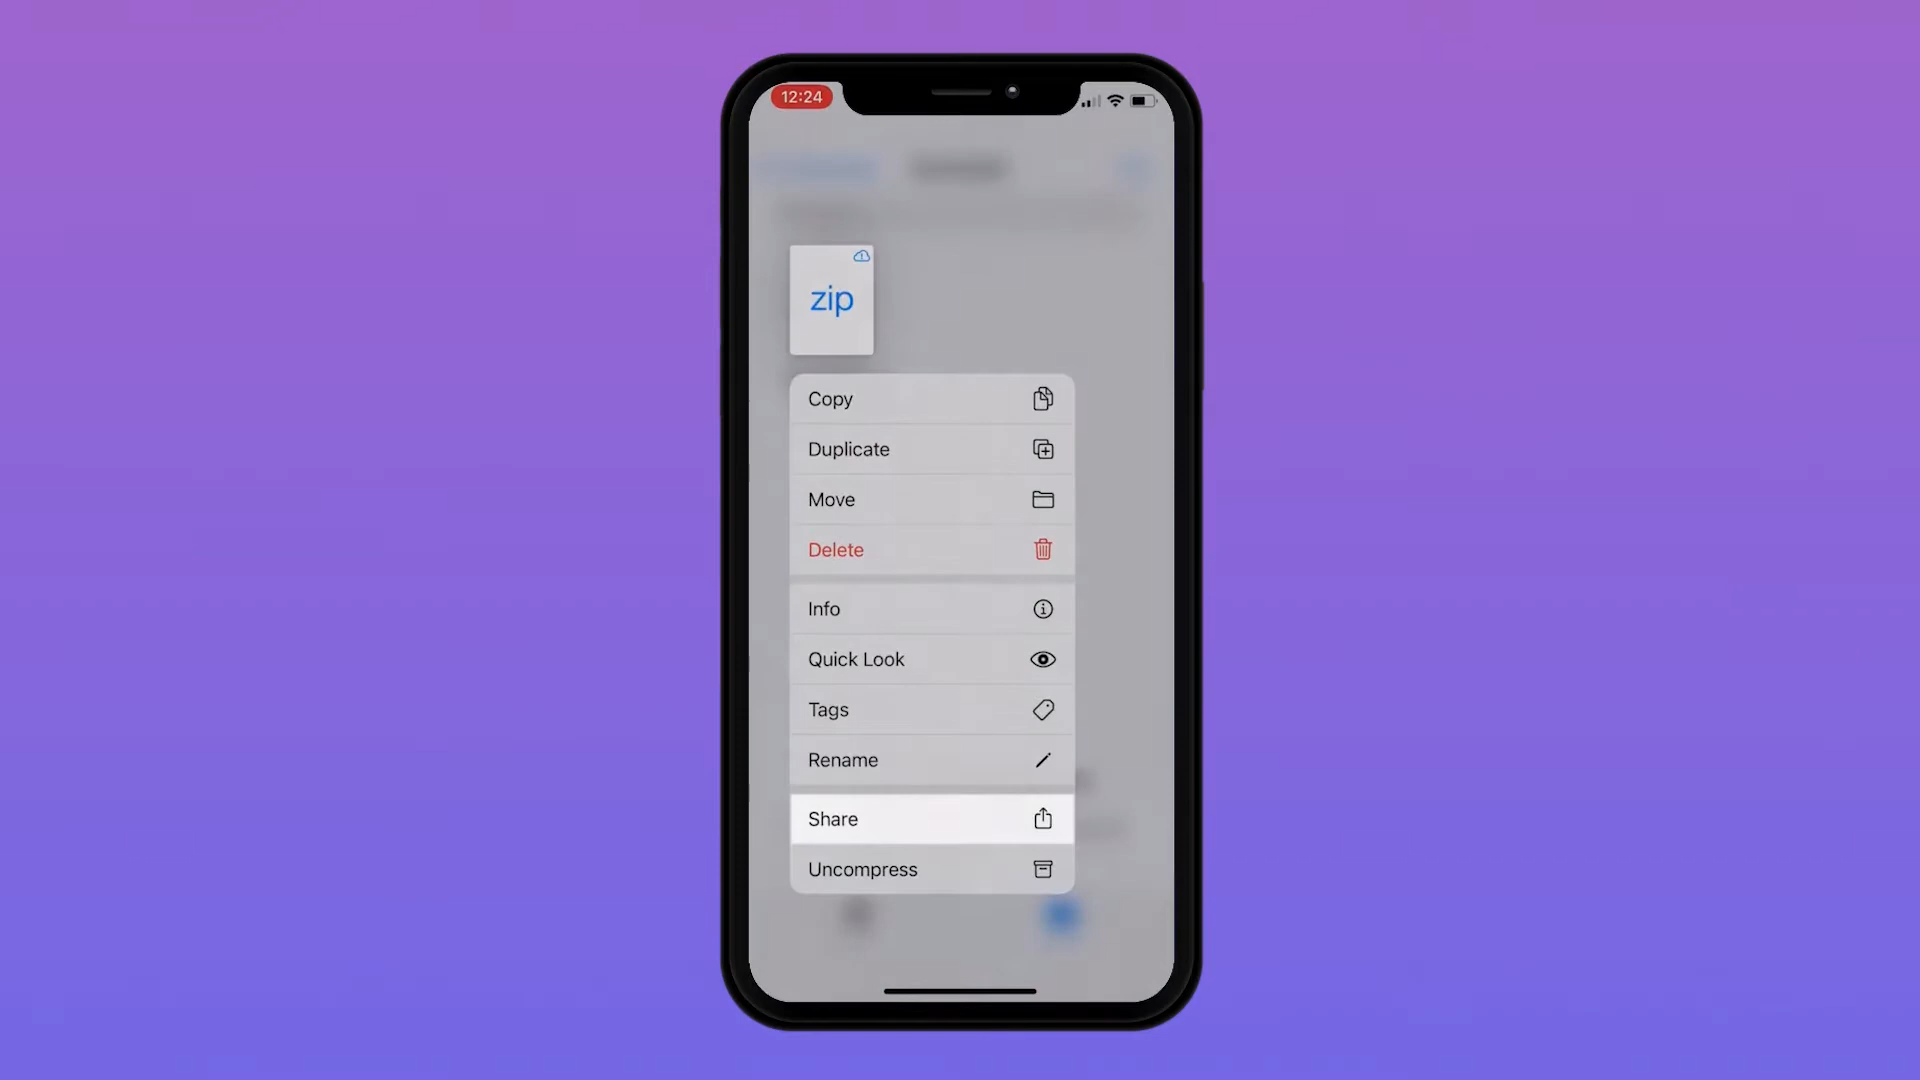 12:24
zip
Copy
Duplicate
Move
Delete
Info
Quick Look
Tags
Rename
Share
Uncompress